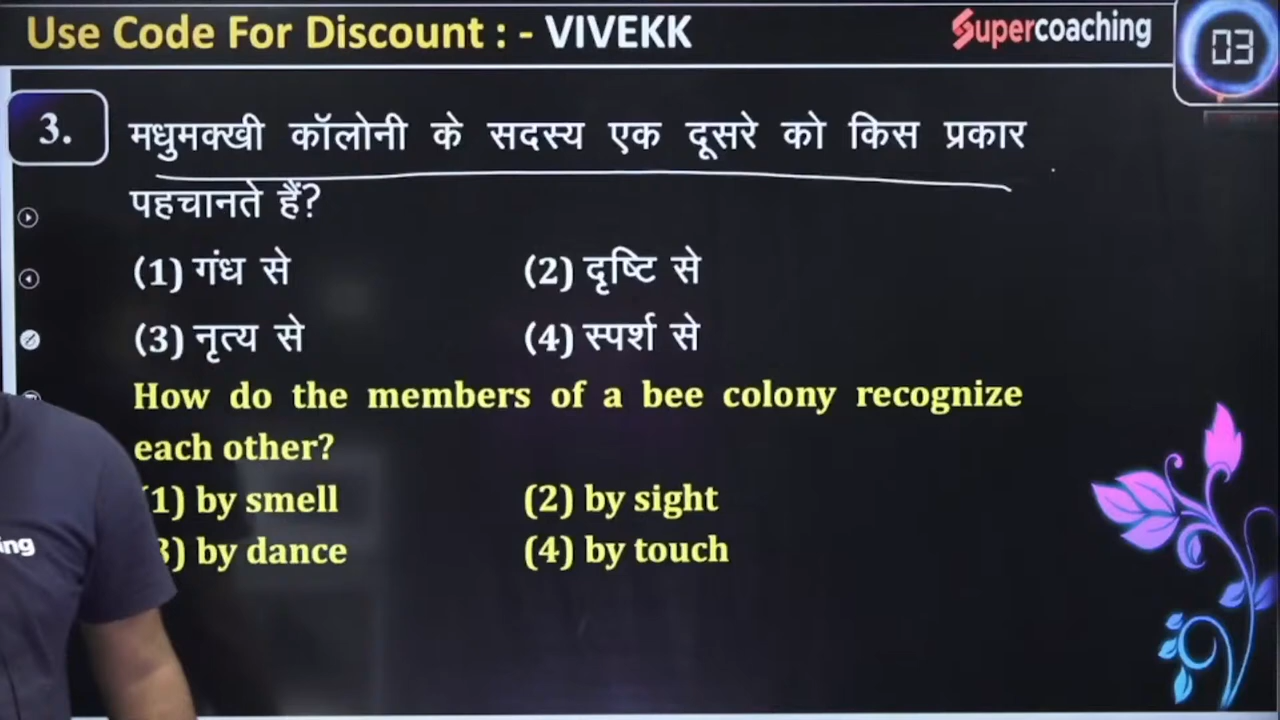 Use Code For Discount : - VIVEKK
Supercoaching
03
3.
मधुमक्खी कॉलोनी के सदस्य एक दूसरे को किस प्रकार
पहचानते हैं?
(1) गंध से (2) दृष्टि से
(3) नृत्य से (4) स्पर्श से
How do the members of a bee colony recognize
each other?
1) by smell (2) by sight
3) by dance (4) by touch
ing